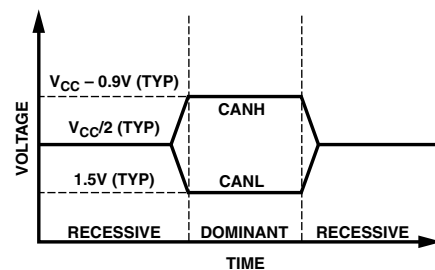 VOLTAGE
V_CC – 0.9V (TYP)
CANH
V_CC/2 (TYP)
1.5V (TYP)
CANL
RECESSIVE DOMINANT RECESSIVE
TIME